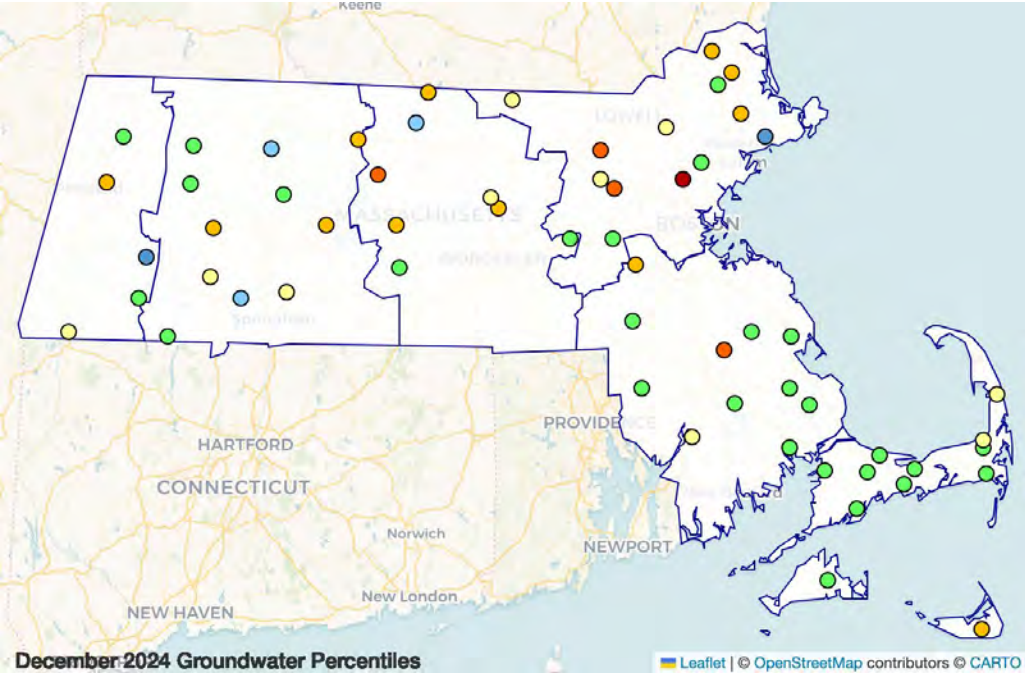 Keene
LOWELL
MASSACHUSETTS
BOSTON
WORCESTER
Springfield
HARTFORD
PROVIDENCE
CONNECTICUT
Norwich
NEWPORT
New London
NEW HAVEN
December 2024 Groundwater Percentiles
Leaflet | © OpenStreetMap contributors © CARTO